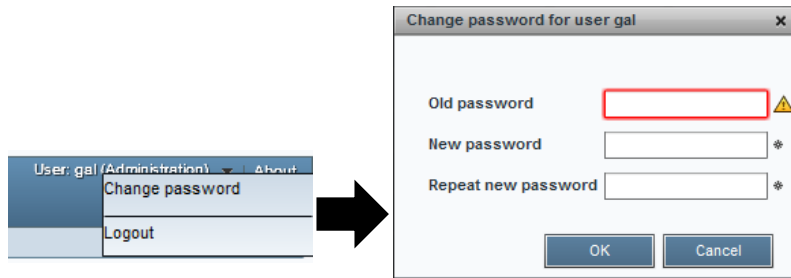 User: gal (Administration) | About
Change password
Logout
Change password for user gal
Old password
New password *
Repeat new password *
OK Cancel